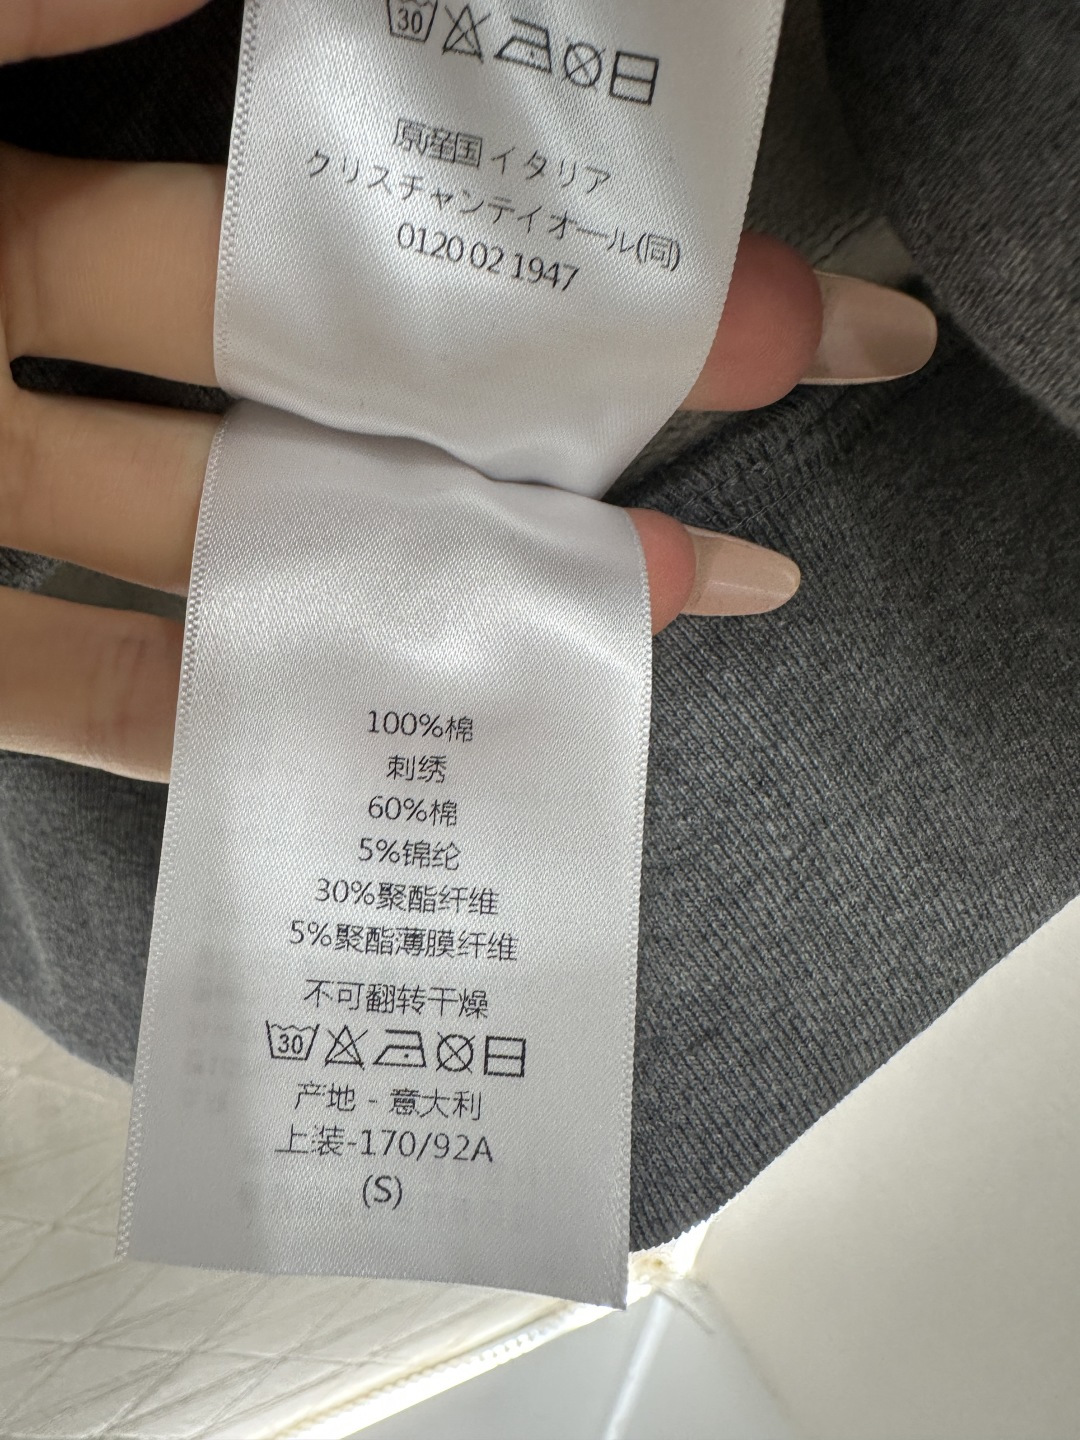 30
原産国 イタリア
クリスチャンディオール(同)
0120 02 1947
100%棉
刺绣
60%棉
5%锦纶
30%聚酯纤维
5%聚酯薄膜纤维
不可翻转干燥
30
产地 - 意大利
上装-170/92A
(S)